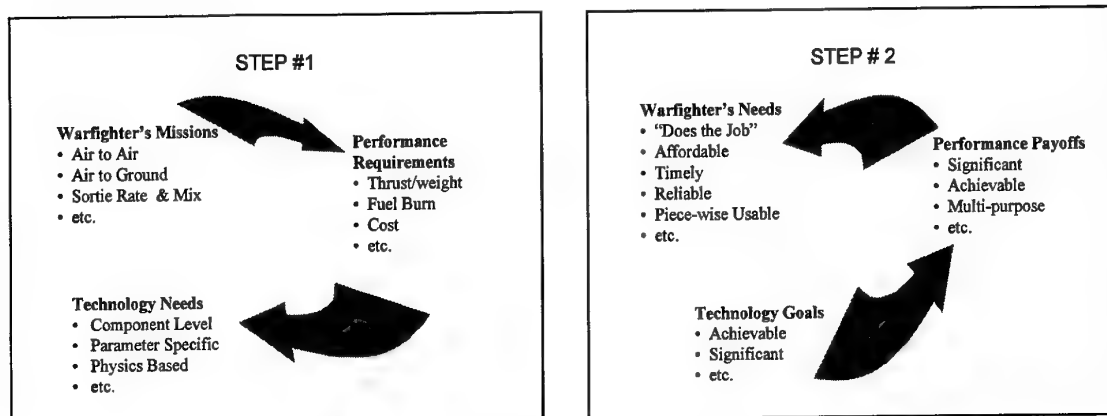 STEP #1
Warfighter's Missions
• Air to Air
• Air to Ground
• Sortie Rate & Mix
• etc.
Performance
Requirements
• Thrust/weight
• Fuel Burn
• Cost
• etc.
Technology Needs
• Component Level
• Parameter Specific
• Physics Based
• etc.
STEP # 2
Warfighter's Needs
• "Does the Job"
• Affordable
• Timely
• Reliable
• Piece-wise Usable
• etc.
Performance Payoffs
• Significant
• Achievable
• Multi-purpose
• etc.
Technology Goals
• Achievable
• Significant
• etc.